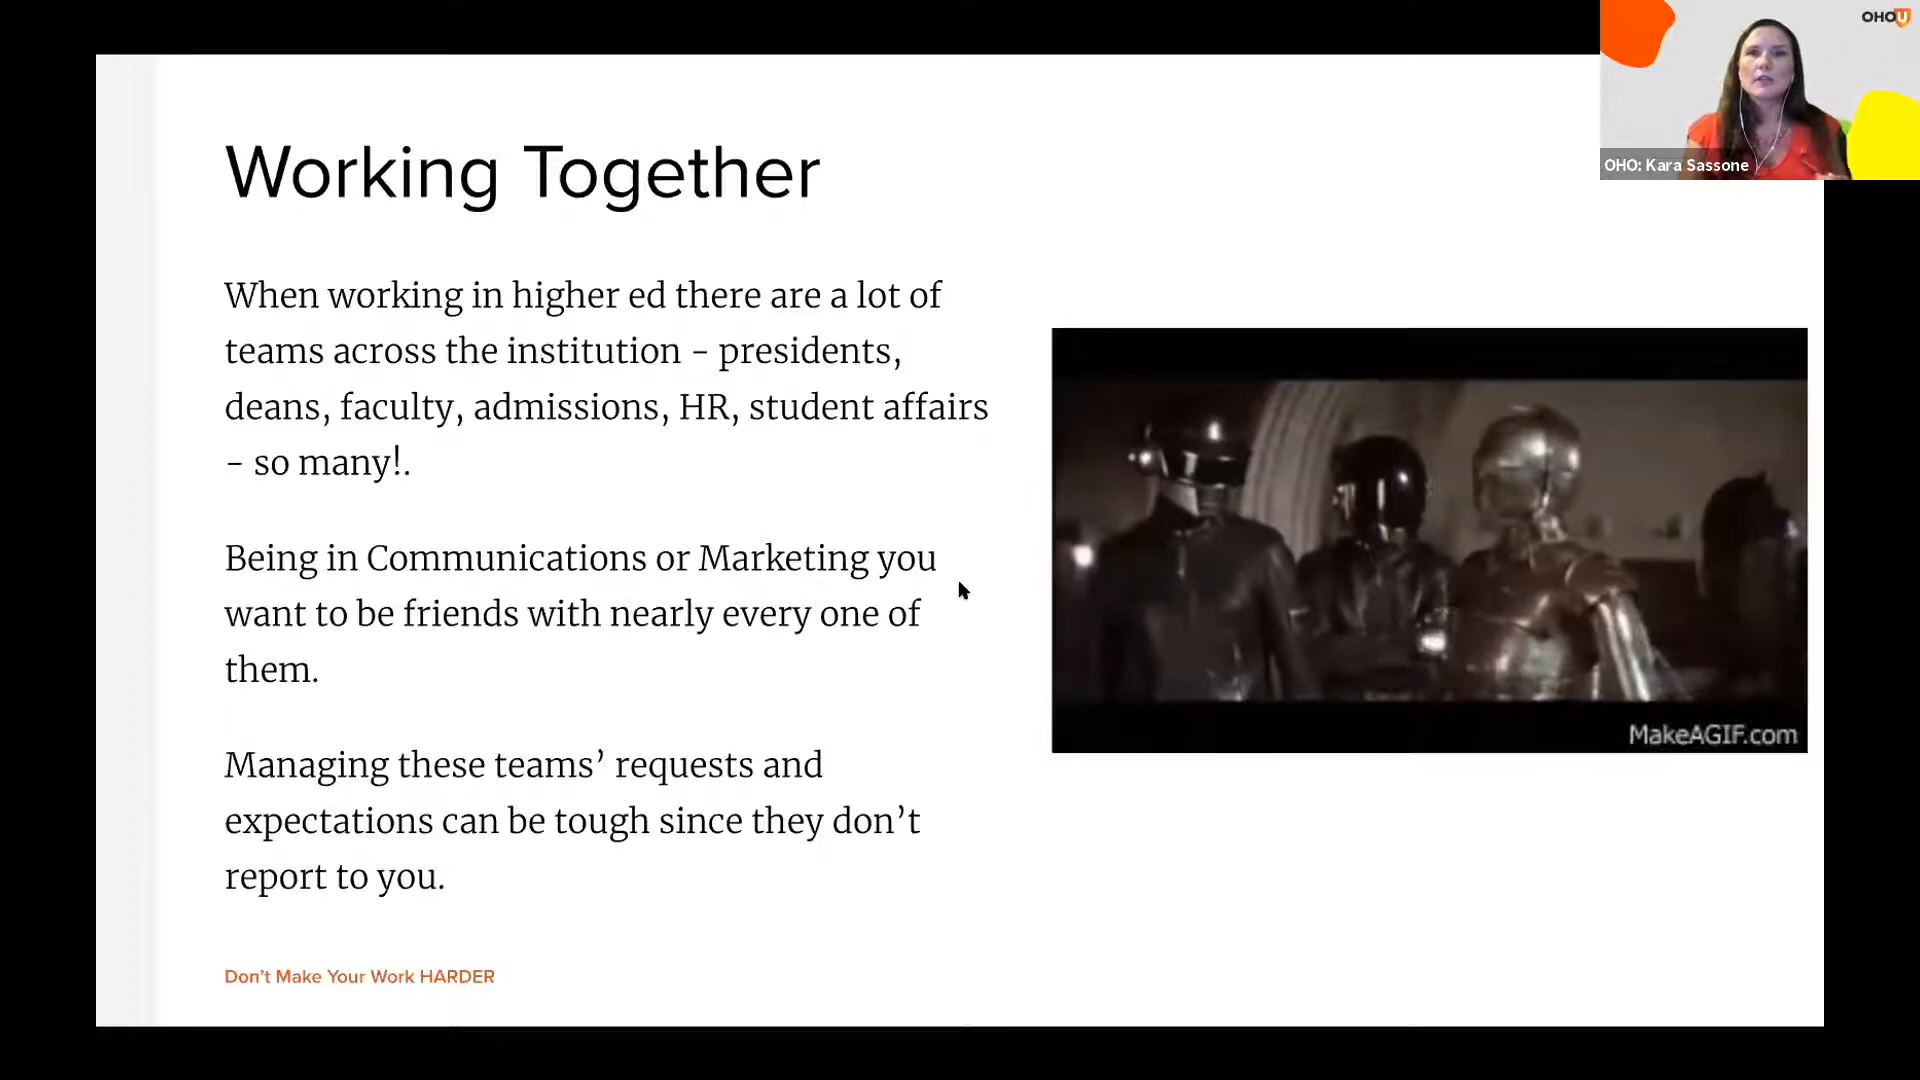 OHOU
OHO: Kara Sassone
Working Together
When working in higher ed there are a lot of
teams across the institution - presidents,
deans, faculty, admissions, HR, student affairs
- so many!.
Being in Communications or Marketing you
want to be friends with nearly every one of
them.
Managing these teams’ requests and
expectations can be tough since they don’t
report to you.
MakeAGIF.com
Don’t Make Your Work HARDER